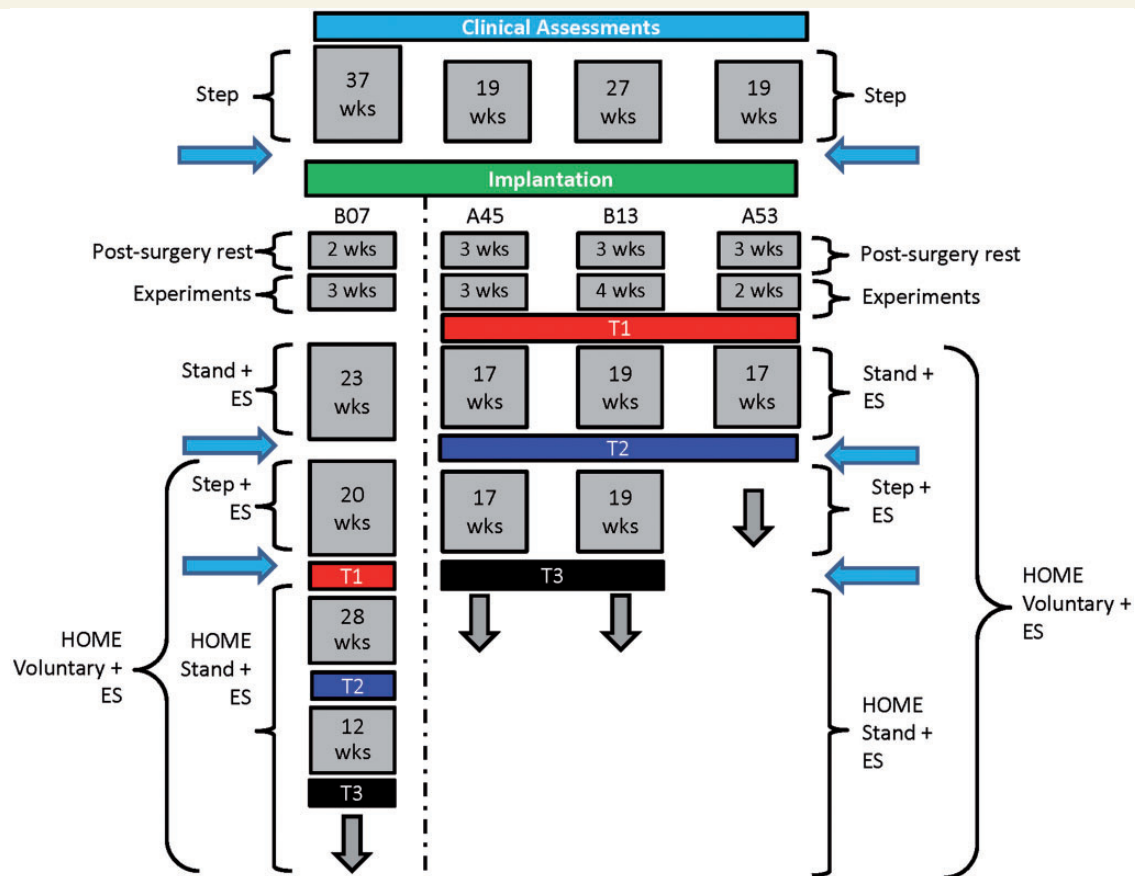 Clinical Assessments
Step
37
wks
19
wks
27
wks
19
wks
Step
Implantation
B07
A45
B13
A53
Post-surgery rest
2 wks
3 wks
3 wks
3 wks
Post-surgery rest
Experiments
3 wks
3 wks
4 wks
2 wks
Experiments
T1
Stand +
ES
23
wks
17
wks
19
wks
17
wks
Stand +
ES
T2
Step +
ES
20
wks
17
wks
19
wks
Step +
ES
T1
T3
HOME
Voluntary +
ES
HOME
Stand +
ES
28
wks
T2
12
wks
T3
HOME
Stand +
ES
HOME
Voluntary +
ES